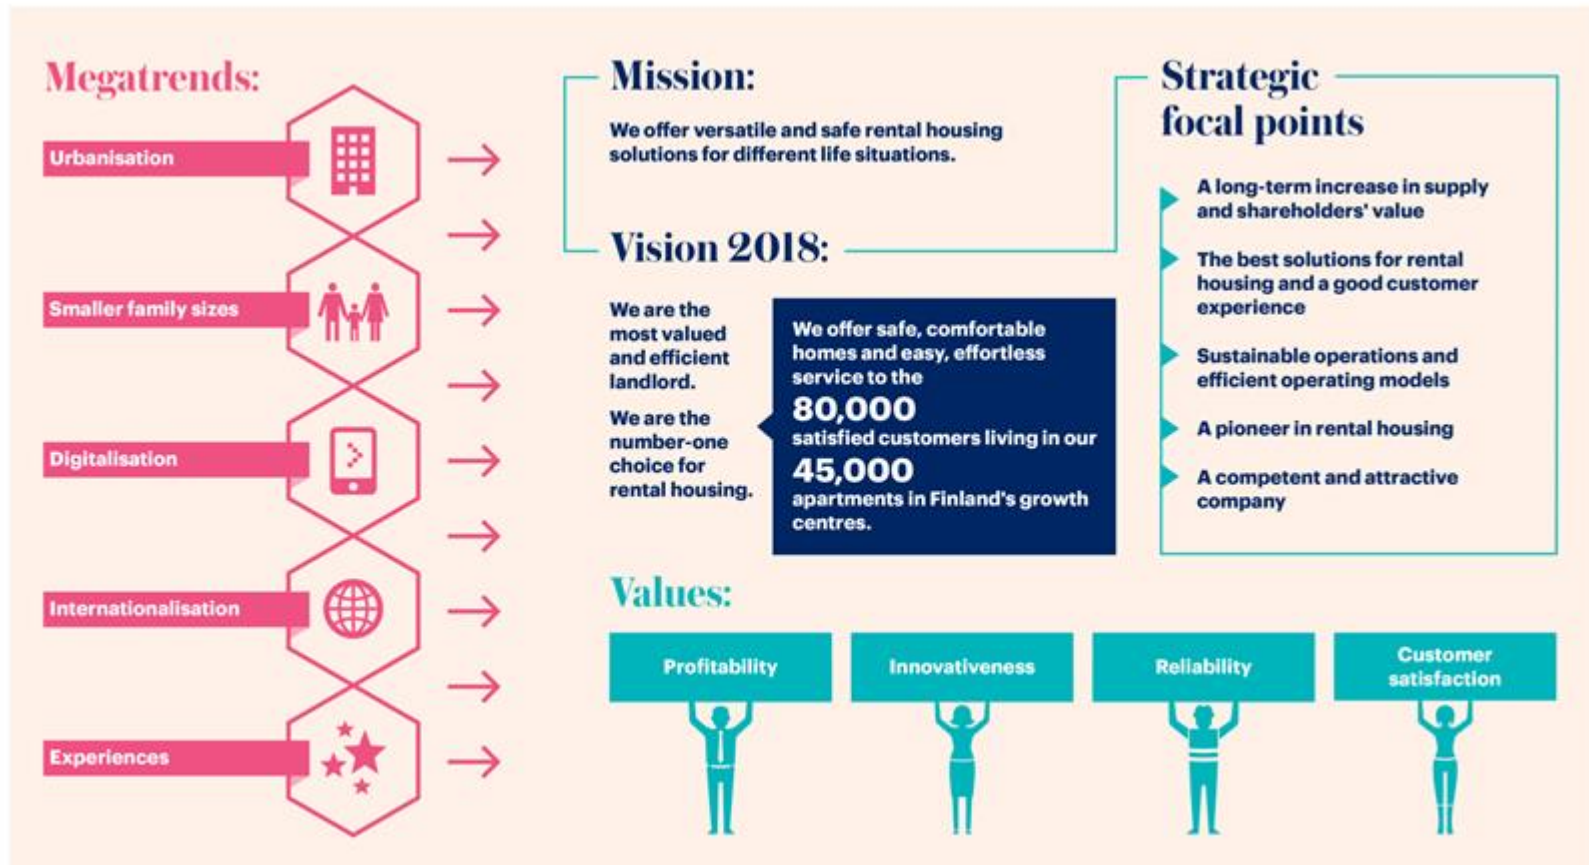 Megatrends:
Urbanisation
Smaller family sizes
Digitalisation
Internationalisation
Experiences
Mission:
We offer versatile and safe rental housing
solutions for different life situations.
Vision 2018:
We are the
most valued
and efficient
landlord.
We are the
number-one
choice for
rental housing.
We offer safe, comfortable
homes and easy, effortless
service to the
80,000
satisfied customers living in our
45,000
apartments in Finland's growth
centres.
Strategic
focal points
A long-term increase in supply
and shareholders' value
The best solutions for rental
housing and a good customer
experience
Sustainable operations and
efficient operating models
A pioneer in rental housing
A competent and attractive
company
Values:
Profitability
Innovativeness
Reliability
Customer
satisfaction